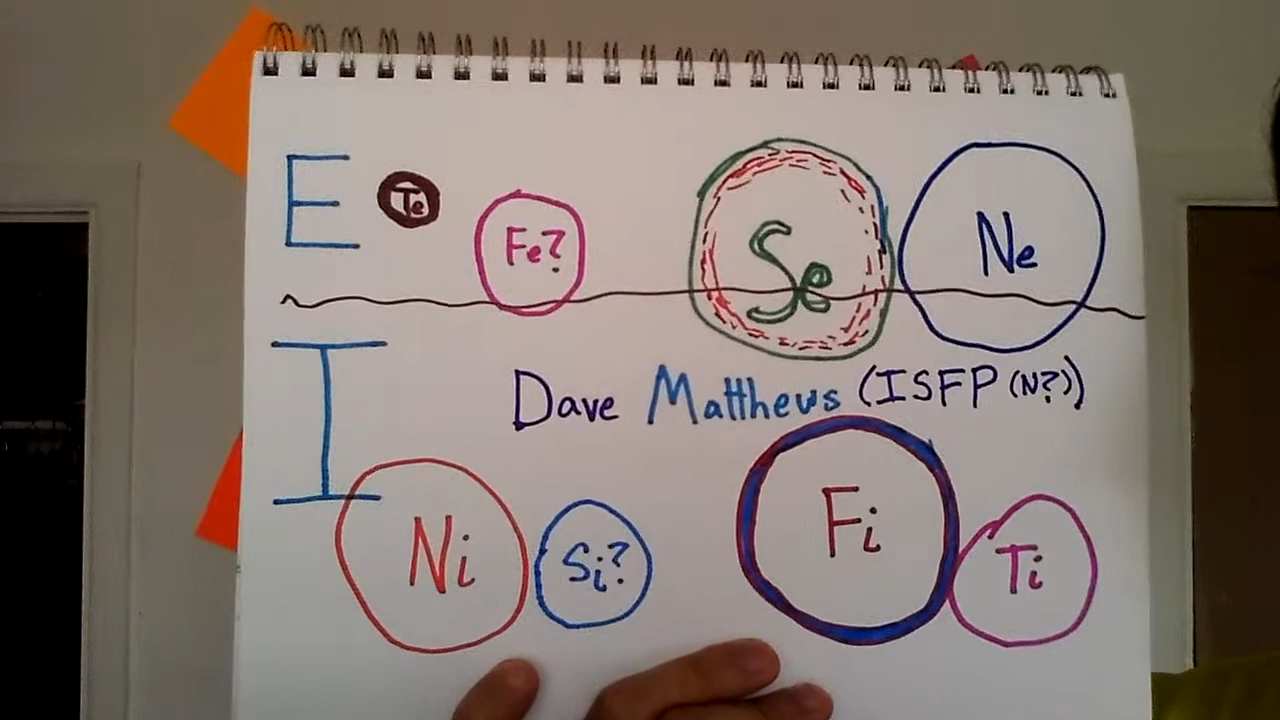 E Te Fe? Se Ne
Dave Matthews (ISFP (N?))
I
Ni Si? Fi Ti